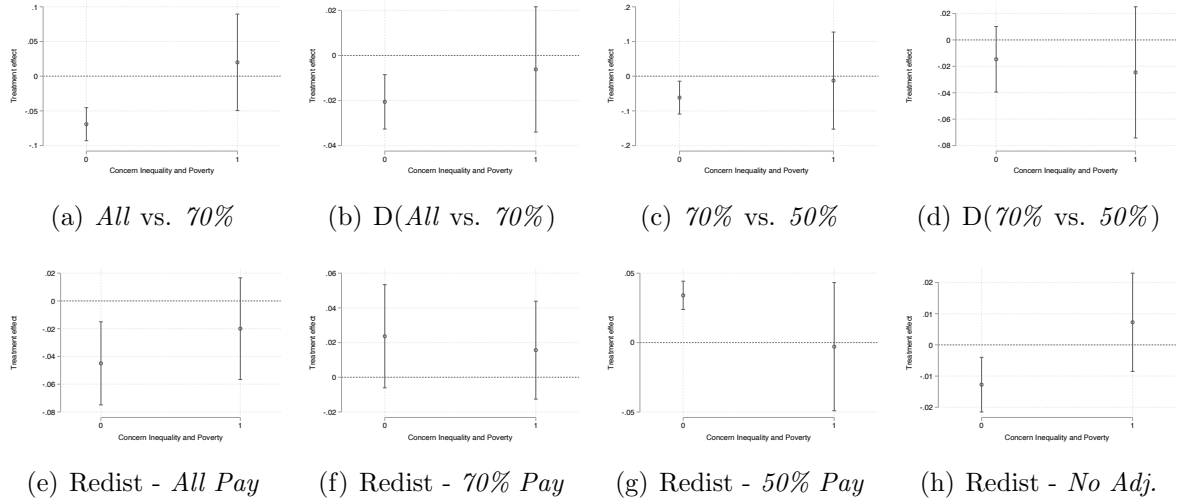 .1
.05
0
-.05
-.1
Treatment effect
0 1
Concern Inequality and Poverty
(a) All vs. 70%
.02
0
-.02
-.04
Treatment effect
0 1
Concern Inequality and Poverty
(b) D(All vs. 70%)
.2
.1
0
-.1
-.2
Treatment effect
0 1
Concern Inequality and Poverty
(c) 70% vs. 50%
.02
0
-.02
-.04
-.06
-.08
Treatment effect
0 1
Concern Inequality and Poverty
(d) D(70% vs. 50%)
.02
0
-.02
-.04
-.06
-.08
Treatment effect
0 1
Concern Inequality and Poverty
(e) Redist - All Pay
.06
.04
.02
0
-.02
Treatment effect
0 1
Concern Inequality and Poverty
(f) Redist - 70% Pay
.05
0
-.05
Treatment effect
0 1
Concern Inequality and Poverty
(g) Redist - 50% Pay
.02
.01
0
-.01
-.02
Treatment effect
0 1
Concern Inequality and Poverty
(h) Redist - No Adj.